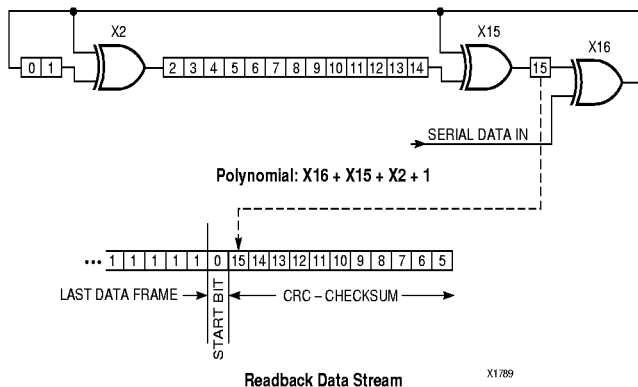 X2
X15
X16
0 1
2 3 4 5 6 7 8 9 10 11 12 13 14
15
SERIAL DATA IN
Polynomial: X16 + X15 + X2 + 1
••• 1 1 1 1 1 0 15 14 13 12 11 10 9 8 7 6 5
LAST DATA FRAME
START BIT
CRC – CHECKSUM
Readback Data Stream
X1789